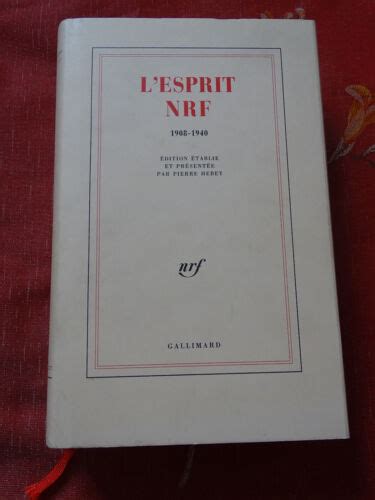 L'ESPRIT
NRF
1908-1940
ÉDITION ÉTABLIE
ET PRÉSENTÉE
PAR PIERRE HEBEY
nrf
GALLIMARD